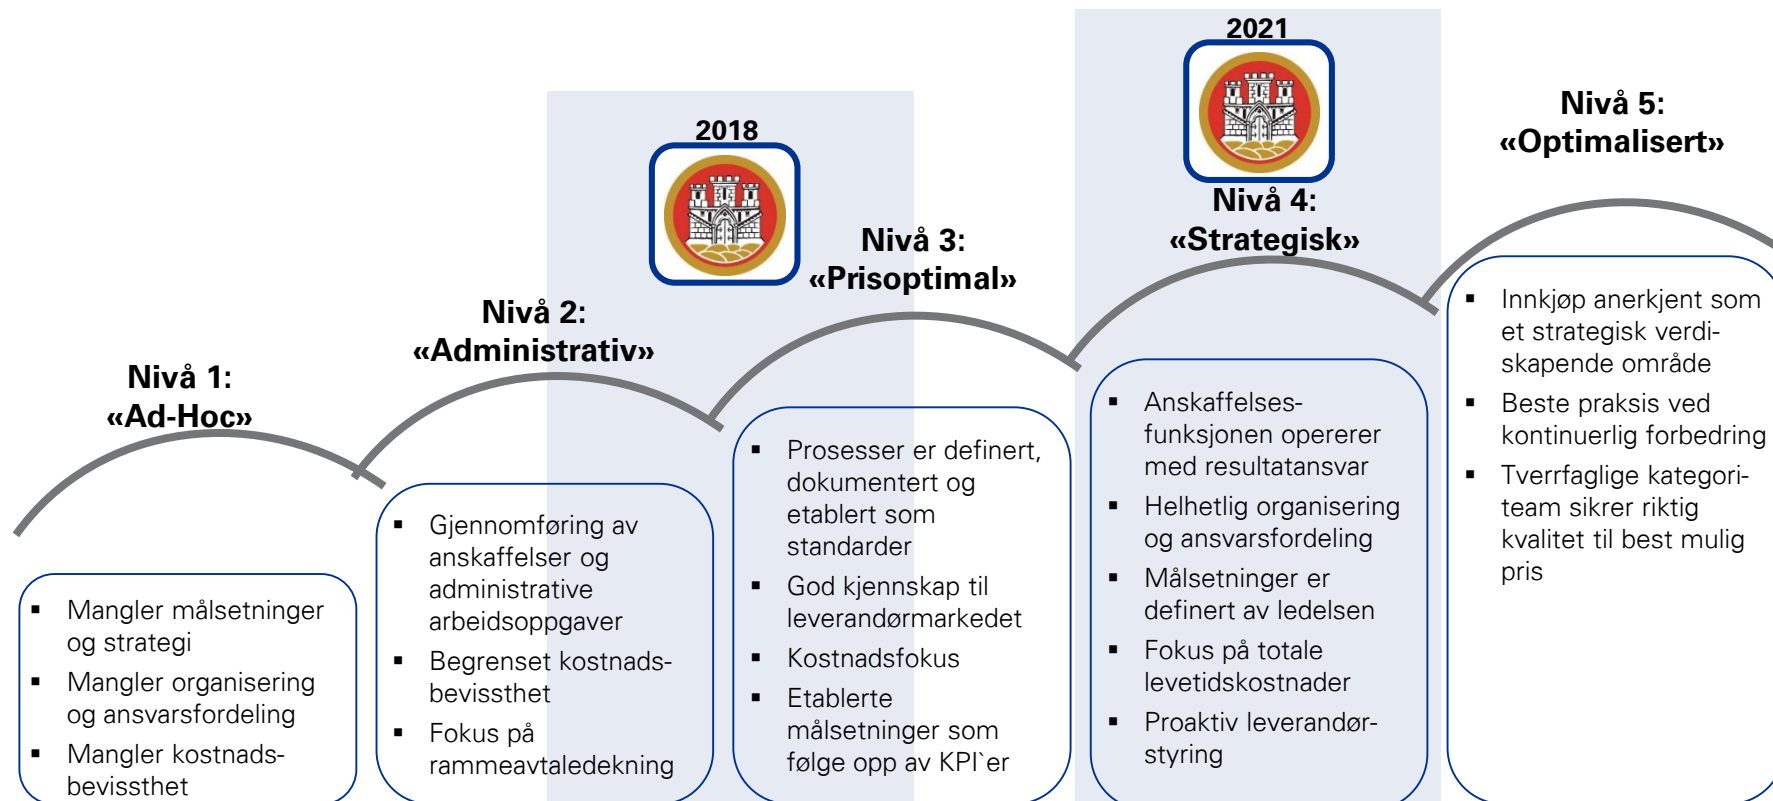 Nivå 1:
«Ad-Hoc»
▪ Mangler målsetninger
og strategi
▪ Mangler organisering
og ansvarsfordeling
▪ Mangler kostnads-
bevissthet
Nivå 2:
«Administrativ»
▪ Gjennomføring av
anskaffelser og
administrative
arbeidsoppgaver
▪ Begrenset kostnads-
bevissthet
▪ Fokus på
rammeavtaledekning
2018
Nivå 3:
«Prisoptimal»
▪ Prosesser er definert,
dokumentert og
etablert som
standarder
▪ God kjennskap til
leverandørmarkedet
▪ Kostnadsfokus
▪ Etablerte
målsetninger som
følge opp av KPI`er
2021
Nivå 4:
«Strategisk»
▪ Anskaffelses-
funksjonen opererer
med resultatansvar
▪ Helhetlig organisering
og ansvarsfordeling
▪ Målsetninger er
definert av ledelsen
▪ Fokus på totale
levetidskostnader
▪ Proaktiv leverandør-
styring
Nivå 5:
«Optimalisert»
▪ Innkjøp anerkjent som
et strategisk verdi-
skapende område
▪ Beste praksis ved
kontinuerlig forbedring
▪ Tverrfaglige kategori-
team sikrer riktig
kvalitet til best mulig
pris